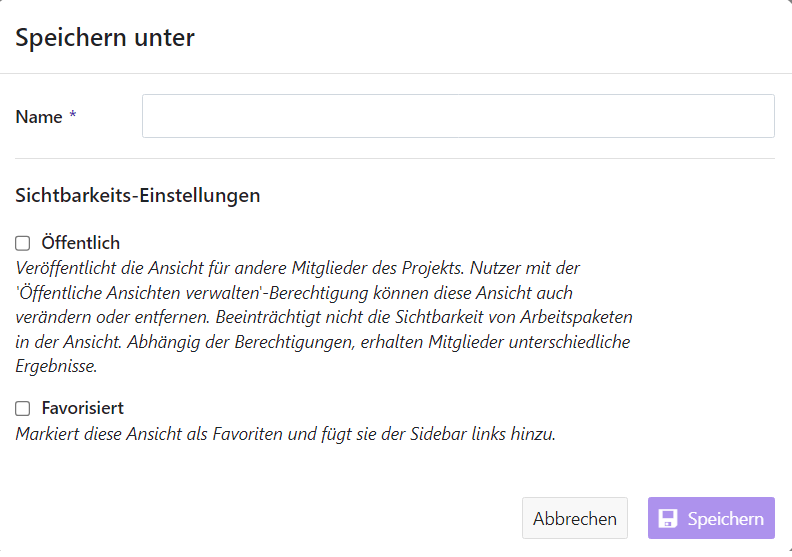 Speichern unter
Name *
Sichtbarkeits-Einstellungen
Öffentlich
Veröffentlicht die Ansicht für andere Mitglieder des Projekts. Nutzer mit der
'Öffentliche Ansichten verwalten'-Berechtigung können diese Ansicht auch
verändern oder entfernen. Beeinträchtigt nicht die Sichtbarkeit von Arbeitspaketen
in der Ansicht. Abhängig der Berechtigungen, erhalten Mitglieder unterschiedliche
Ergebnisse.
Favorisiert
Markiert diese Ansicht als Favoriten und fügt sie der Sidebar links hinzu.
Abbrechen
Speichern